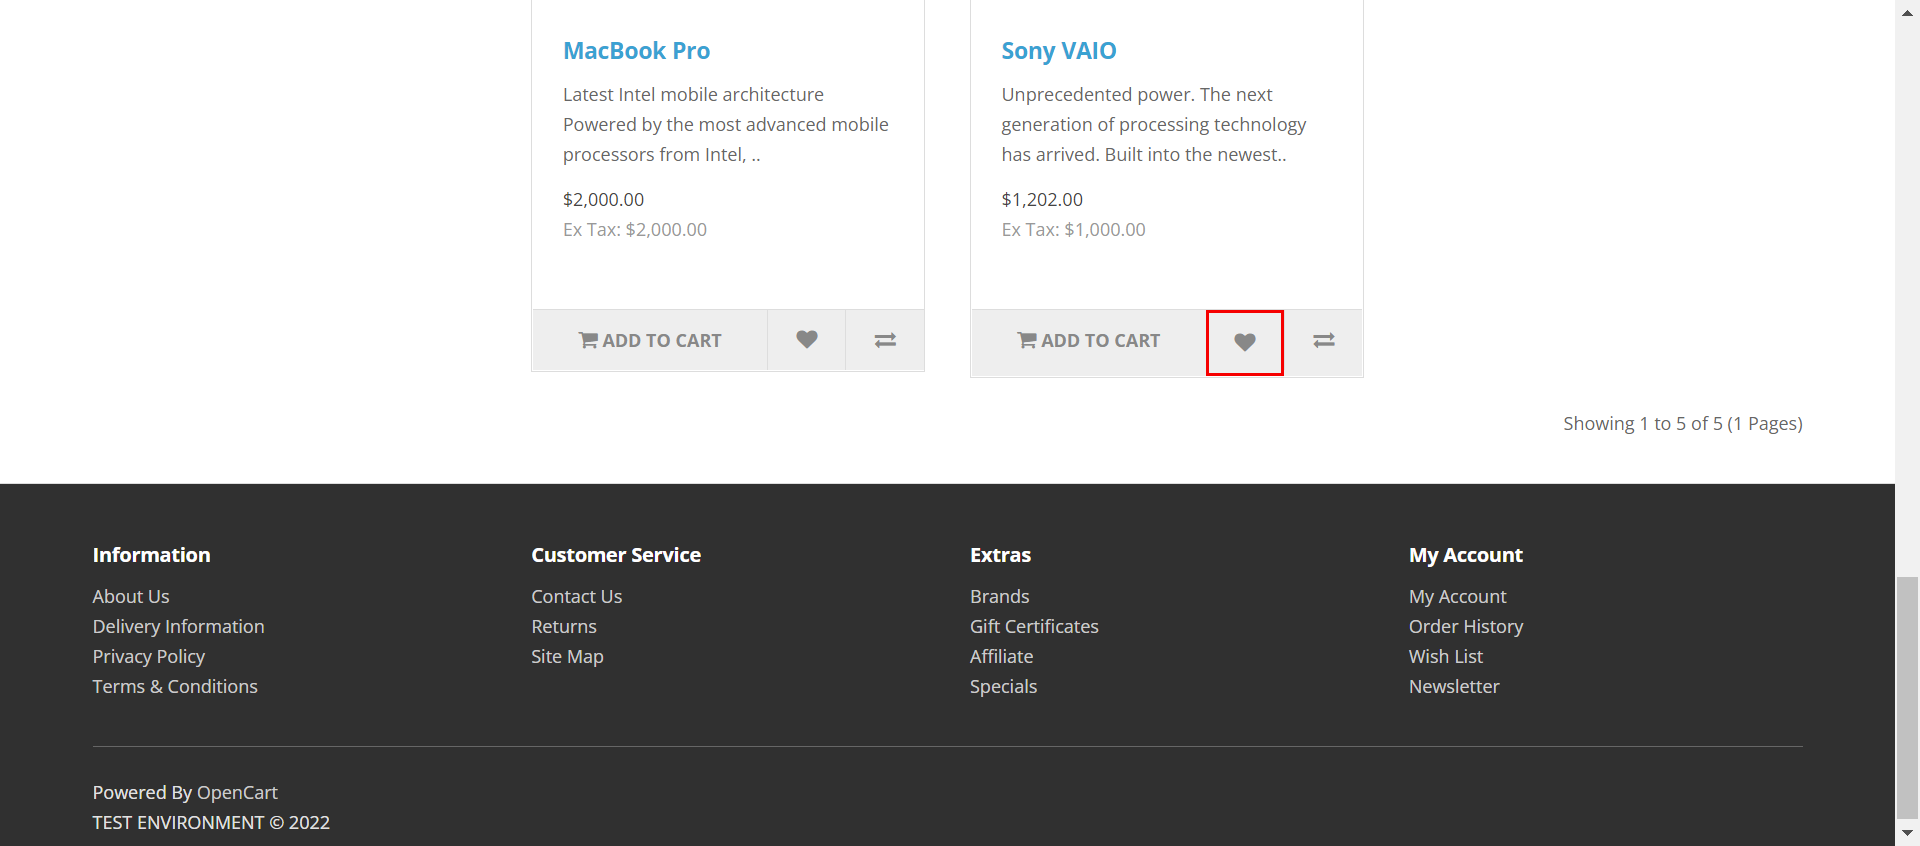 MacBook Pro
Latest Intel mobile architecture
Powered by the most advanced mobile
processors from Intel, ..
$2,000.00
Ex Tax: $2,000.00
ADD TO CART
Sony VAIO
Unprecedented power. The next
generation of processing technology
has arrived. Built into the newest..
$1,202.00
Ex Tax: $1,000.00
ADD TO CART
Showing 1 to 5 of 5 (1 Pages)
Information
About Us
Delivery Information
Privacy Policy
Terms & Conditions
Customer Service
Contact Us
Returns
Site Map
Extras
Brands
Gift Certificates
Affiliate
Specials
My Account
My Account
Order History
Wish List
Newsletter
Powered By OpenCart
TEST ENVIRONMENT © 2022